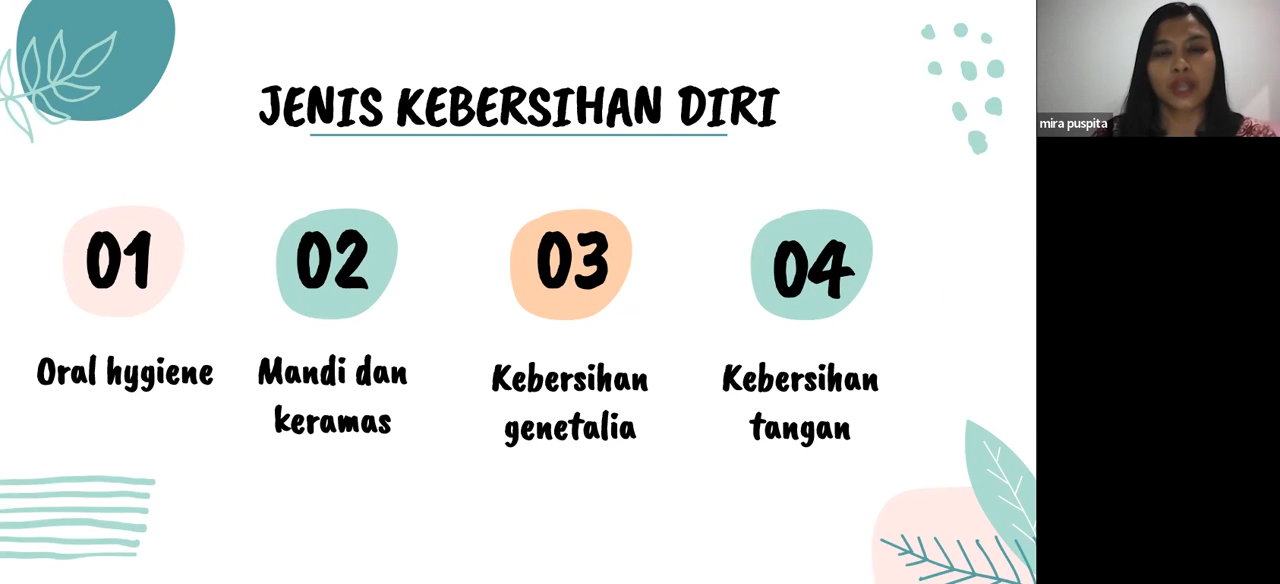 JENIS KEBERSIHAN DIRI
01
Oral hygiene
02
Mandi dan
keramas
03
Kebersihan
genetalia
04
Kebersihan
tangan
mira puspita